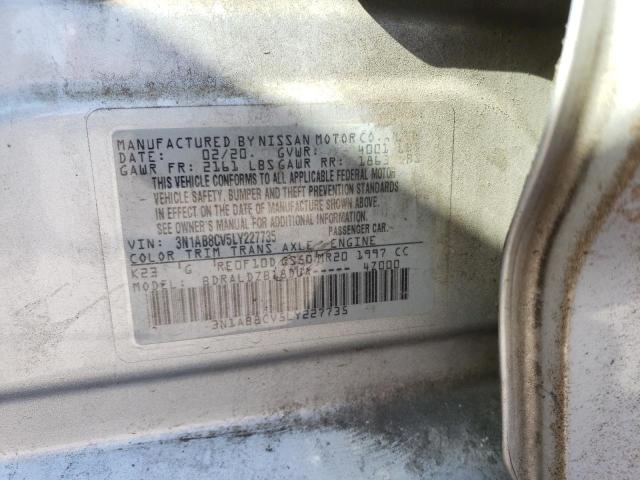 MANUFACTURED BY NISSAN MOTOR CO., LTD
DATE: 02/20. GVWR: 4001 LBS
GAWR FR: 2161 LBS GAWR RR: 1863 LBS
THIS VEHICLE CONFORMS TO ALL APPLICABLE FEDERAL MOTOR
VEHICLE SAFETY, BUMPER AND THEFT PREVENTION STANDARDS
IN EFFECT ON THE DATE OF MANUFACTURE SHOWN ABOVE.
SEE OWNER'S MANUAL FOR ADDITIONAL INFORMATION.
VIN: 3N1AB8CV5LY227735 PASSENGER CAR.
COLOR TRIM TRANS AXLE ENGINE
K23 G RE0F10D GS60 MR20 1997 CC
MODEL: 47000
3N1AB8CV5LY227735